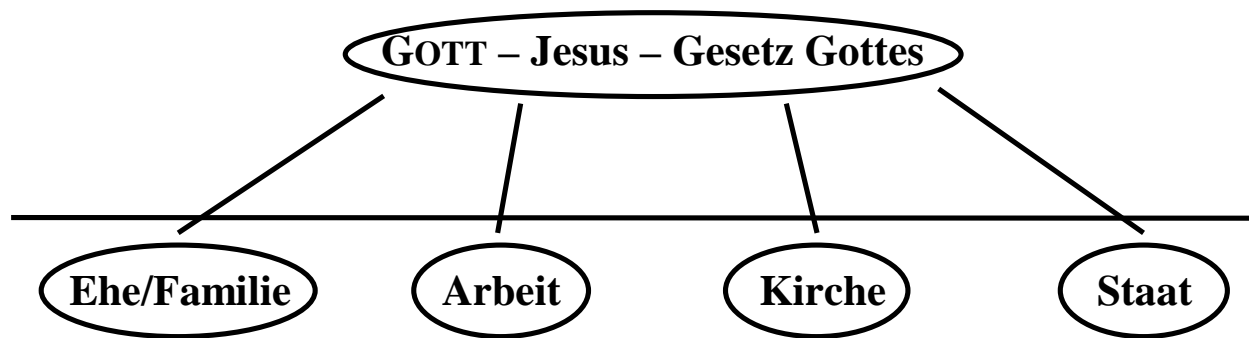 GOTT – Jesus – Gesetz Gottes
Ehe/Familie
Arbeit
Kirche
Staat